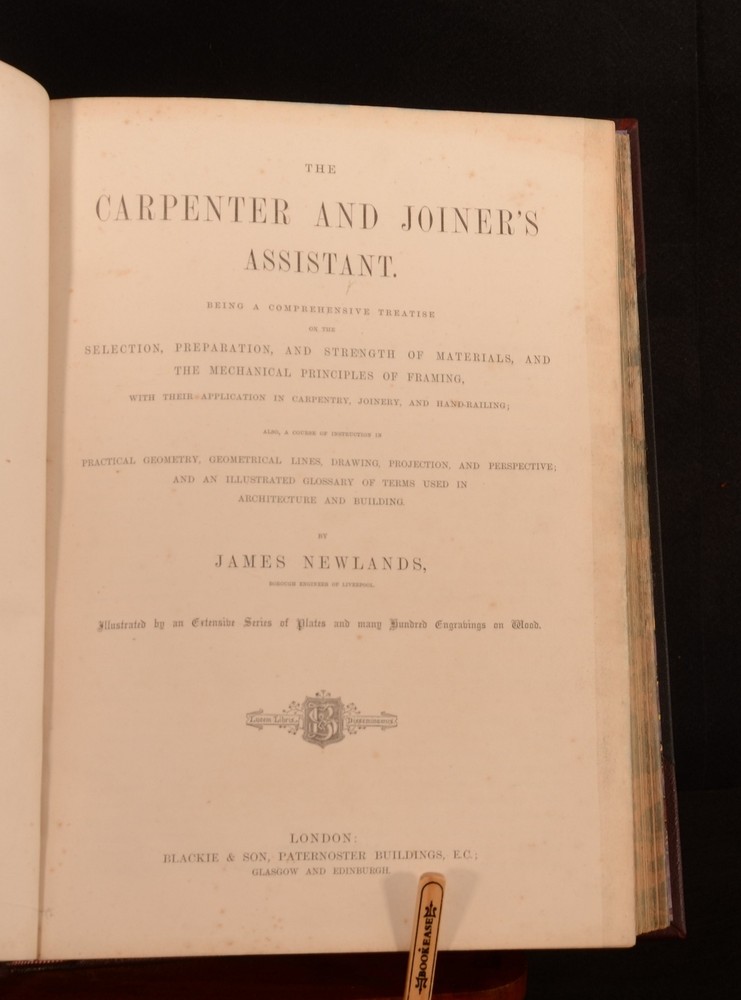 THE
CARPENTER AND JOINER'S
ASSISTANT.
BEING A COMPREHENSIVE TREATISE
ON THE
SELECTION, PREPARATION, AND STRENGTH OF MATERIALS, AND
THE MECHANICAL PRINCIPLES OF FRAMING,
WITH THEIR APPLICATION IN CARPENTRY, JOINERY, AND HAND-RAILING;
ALSO, A COURSE OF INSTRUCTION IN
PRACTICAL GEOMETRY, GEOMETRICAL LINES, DRAWING, PROJECTION, AND PERSPECTIVE;
AND AN ILLUSTRATED GLOSSARY OF TERMS USED IN
ARCHITECTURE AND BUILDING.
BY
JAMES NEWLANDS,
BOROUGH ENGINEER OF LIVERPOOL.
Illustrated by an Extensive Series of Plates and many Hundred Engravings on Wood.
B&S
LONDON:
BLACKIE & SON, PATERNOSTER BUILDINGS, E.C.;
GLASGOW AND EDINBURGH.
BOOKEASE